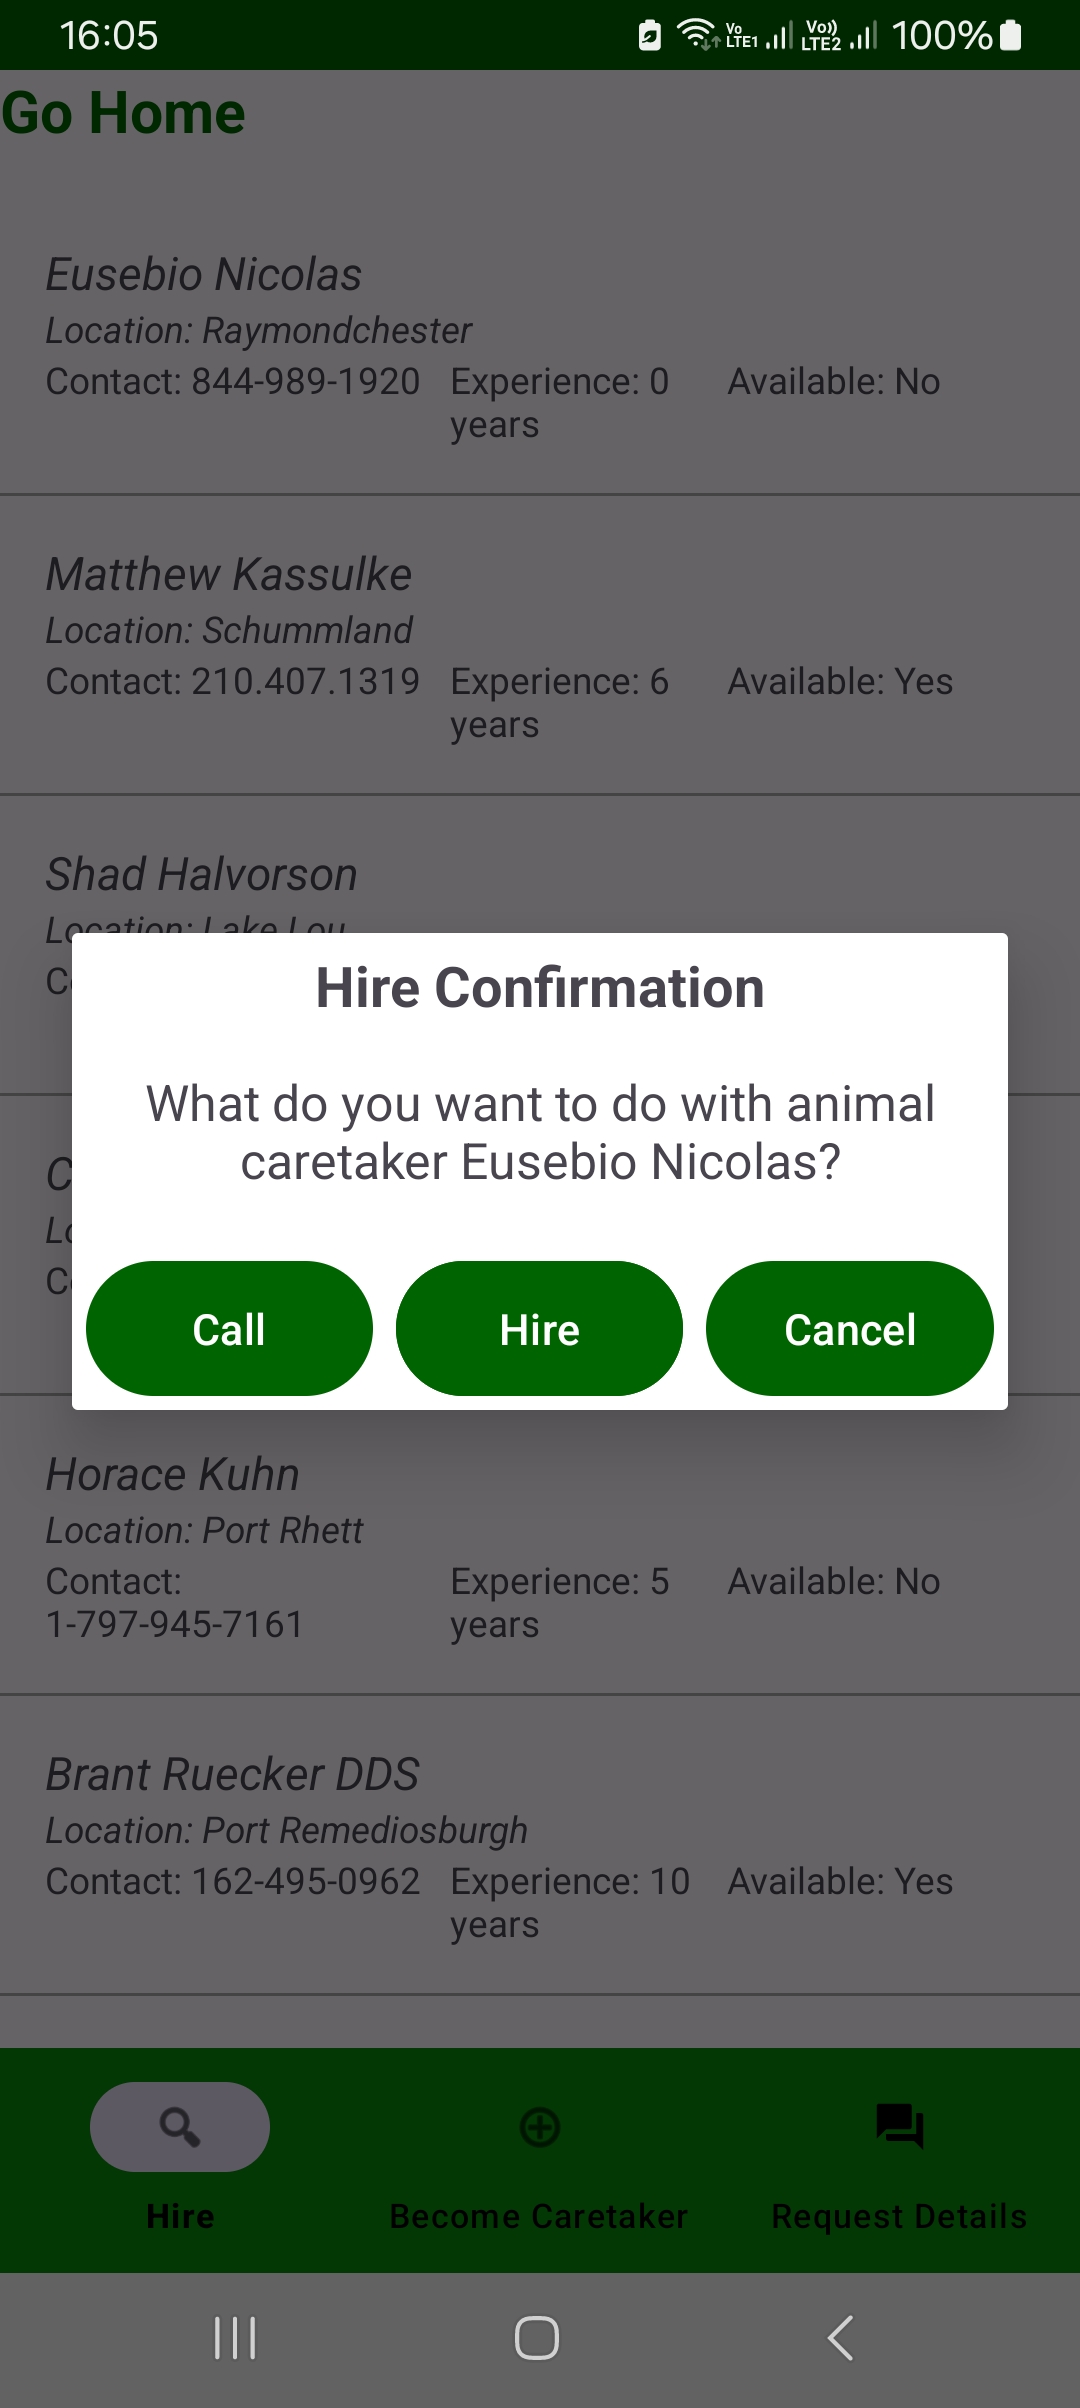 16:05
Vo LTE1 Vo)) LTE2 100%
Go Home
Eusebio Nicolas
Location: Raymondchester
Contact: 844-989-1920 Experience: 0 years Available: No
Matthew Kassulke
Location: Schummland
Contact: 210.407.1319 Experience: 6 years Available: Yes
Shad Halvorson
Location: Lake Lou
Hire Confirmation
What do you want to do with animal
caretaker Eusebio Nicolas?
Call
Hire
Cancel
Horace Kuhn
Location: Port Rhett
Contact: 1-797-945-7161 Experience: 5 years Available: No
Brant Ruecker DDS
Location: Port Remediosburgh
Contact: 162-495-0962 Experience: 10 years Available: Yes
Hire
Become Caretaker
Request Details